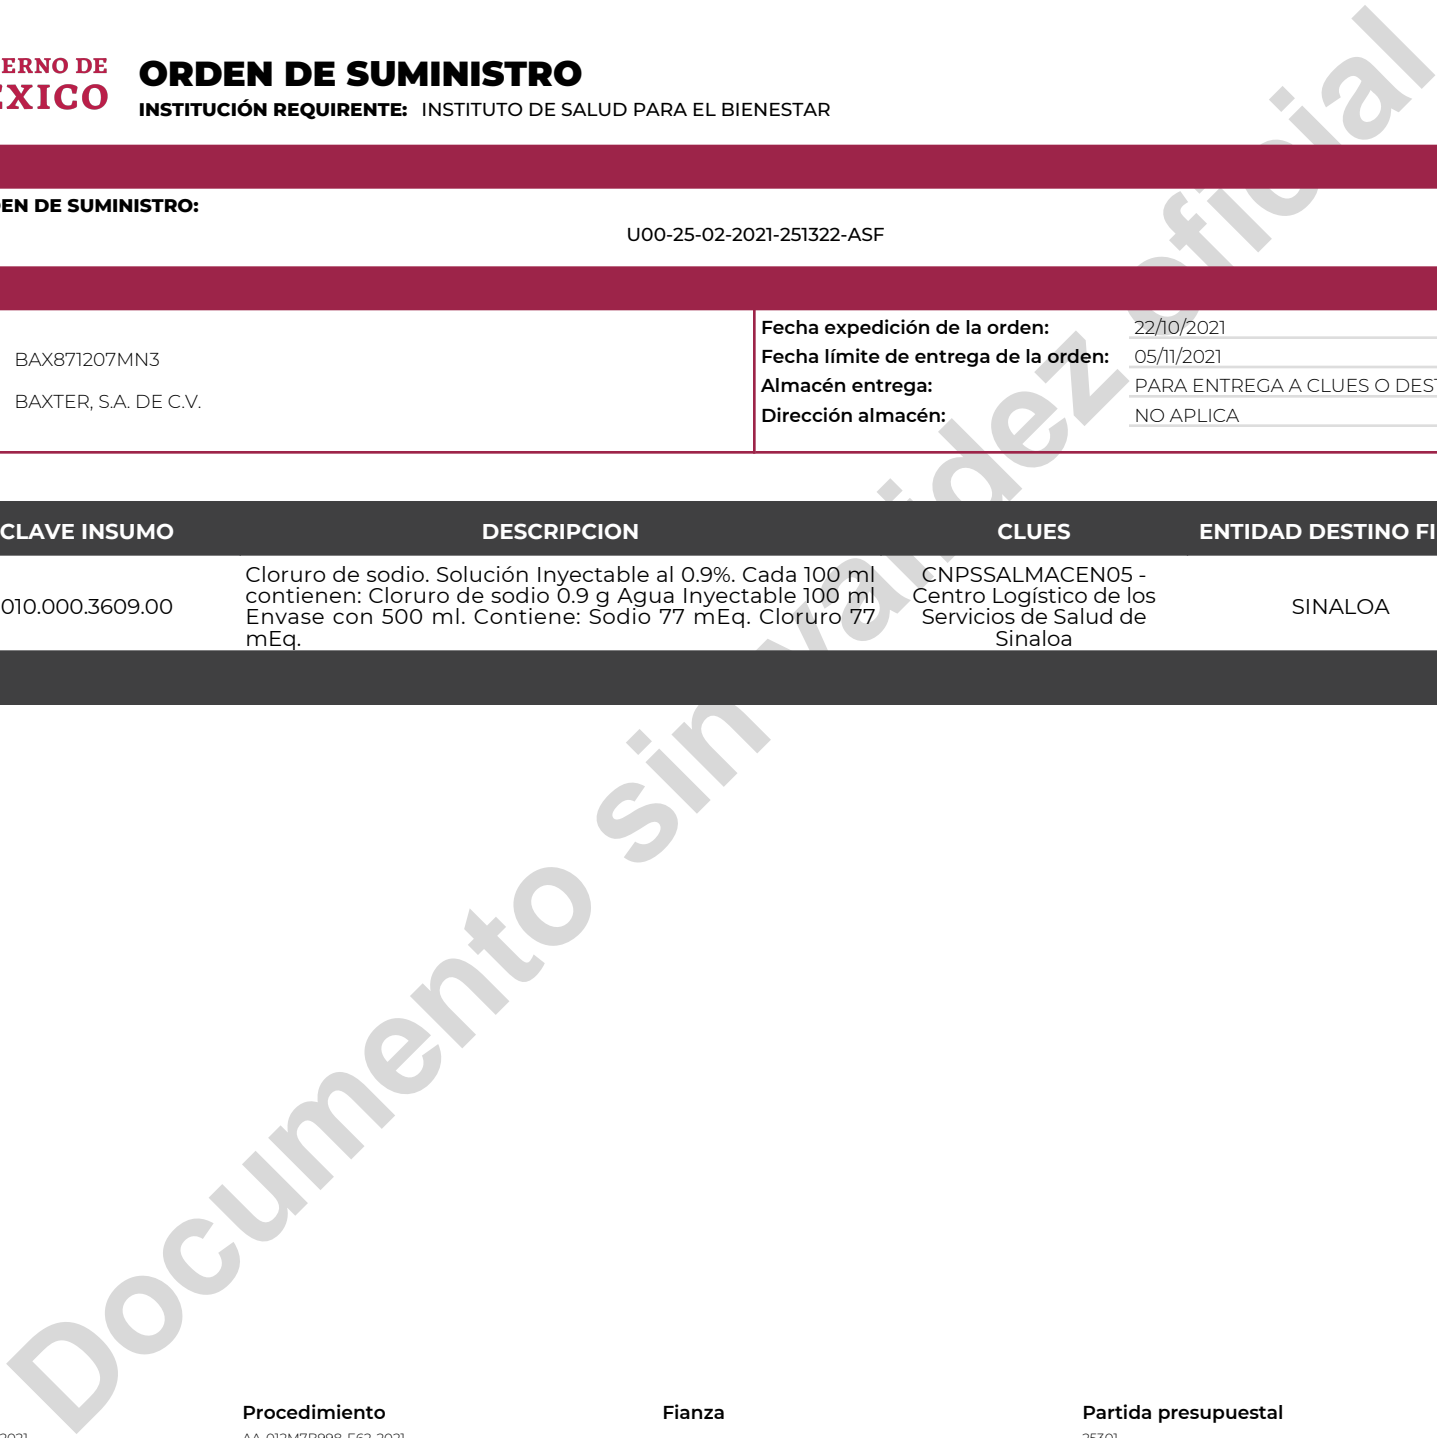 ERNO DE
EXICO
ORDEN DE SUMINISTRO
INSTITUCIÓN REQUIRENTE: INSTITUTO DE SALUD PARA EL BIENESTAR
EN DE SUMINISTRO:
U00-25-02-2021-251322-ASF
BAX871207MN3
BAXTER, S.A. DE C.V.
Fecha expedición de la orden: 22/10/2021
Fecha límite de entrega de la orden: 05/11/2021
Almacén entrega: PARA ENTREGA A CLUES O DEST
Dirección almacén: NO APLICA
CLAVE INSUMO DESCRIPCION CLUES ENTIDAD DESTINO FI
010.000.3609.00
Cloruro de sodio. Solución Inyectable al 0.9%. Cada 100 ml
contienen: Cloruro de sodio 0.9 g Agua Inyectable 100 ml
Envase con 500 ml. Contiene: Sodio 77 mEq. Cloruro 77
mEq.
CNPSSALMACEN05 -
Centro Logístico de los
Servicios de Salud de
Sinaloa
SINALOA
Documento sin validez oficial
Procedimiento Fianza Partida presupuestal